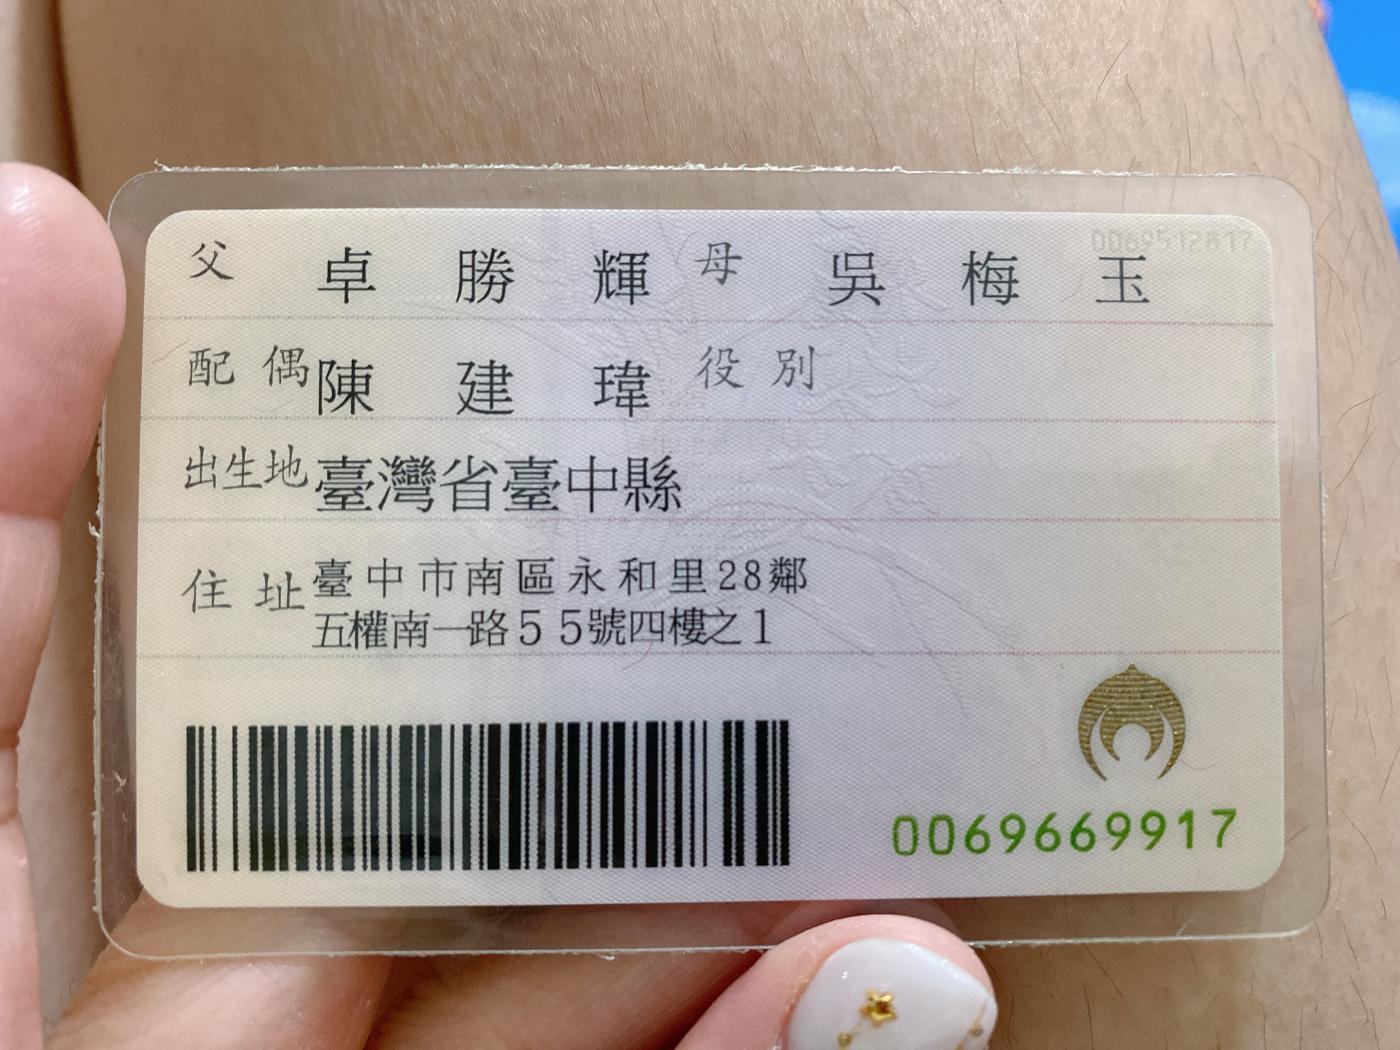 父 卓勝輝 母 吳梅玉
配偶 陳建瑋 役別
出生地 臺灣省臺中縣
住址 臺中市南區永和里28鄰
五權南一路55號四樓之1
0069669917